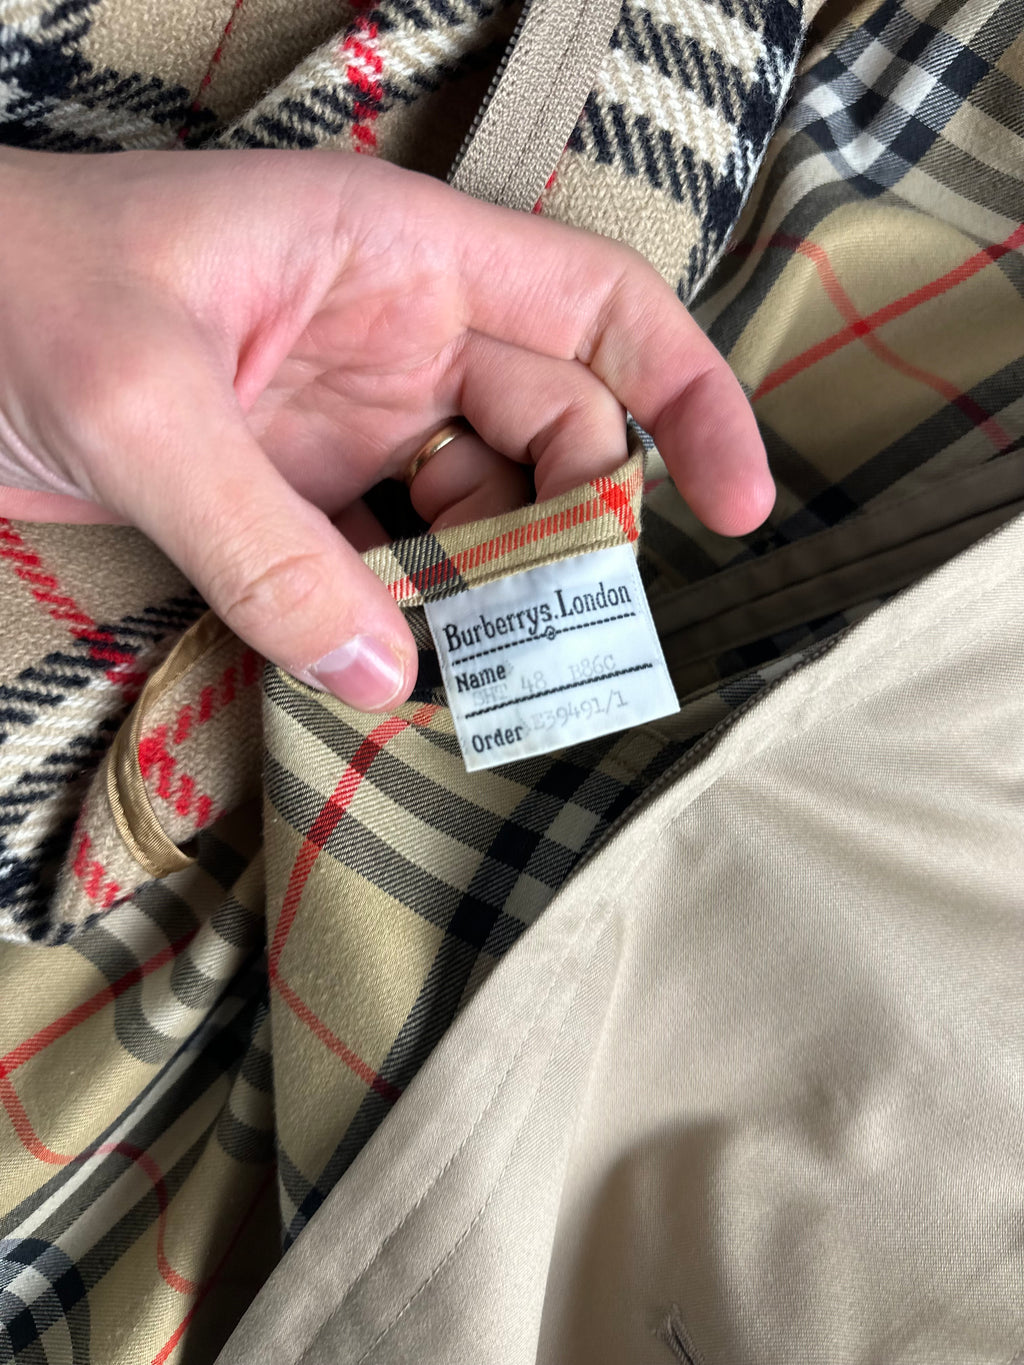 Burberrys. London
Name
SHT 48 B86C
Order E39491/1